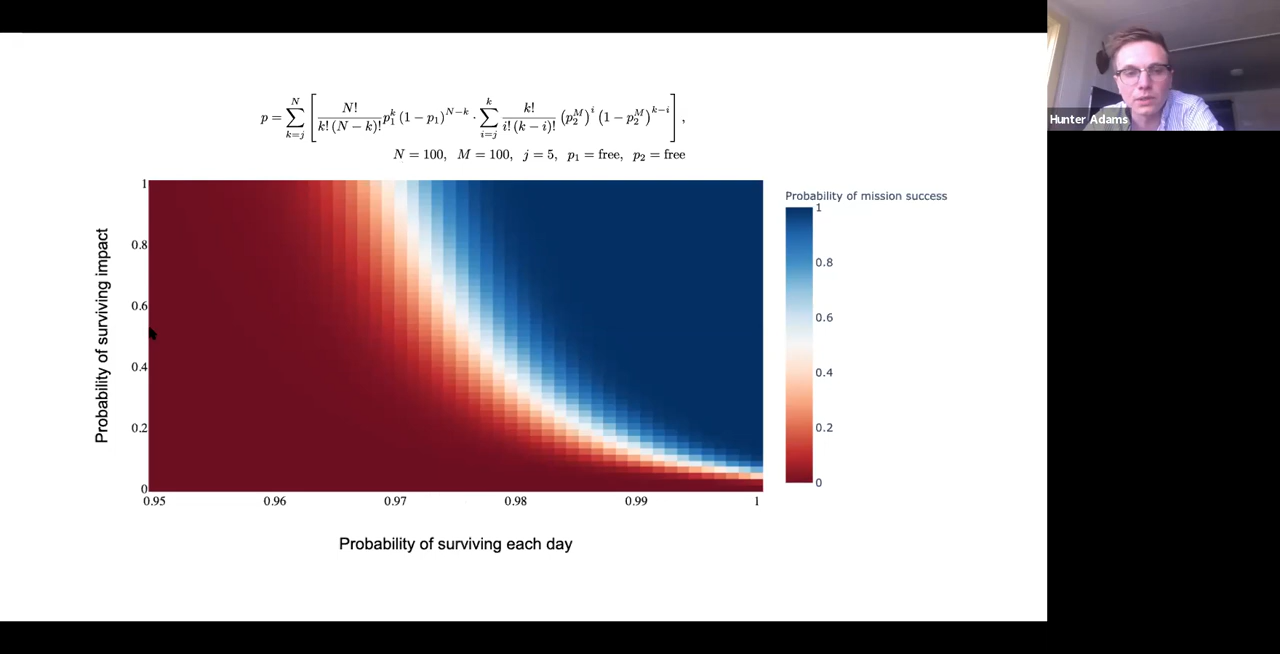 Hunter Adams
p = \sum_{k=j}^{N} \left[ \frac{N!}{k!(N-k)!} p_1^k (1-p_1)^{N-k} \cdot \sum_{i=j}^{k} \frac{k!}{i!(k-i)!} (p_2^M)^i (1-p_2^M)^{k-i} \right],
N = 100, M = 100, j = 5, p_1 = free, p_2 = free
Probability of mission success
1
0.8
0.6
0.4
0.2
0
Probability of surviving impact
1
0.8
0.6
0.4
0.2
0
0.95 0.96 0.97 0.98 0.99 1
Probability of surviving each day